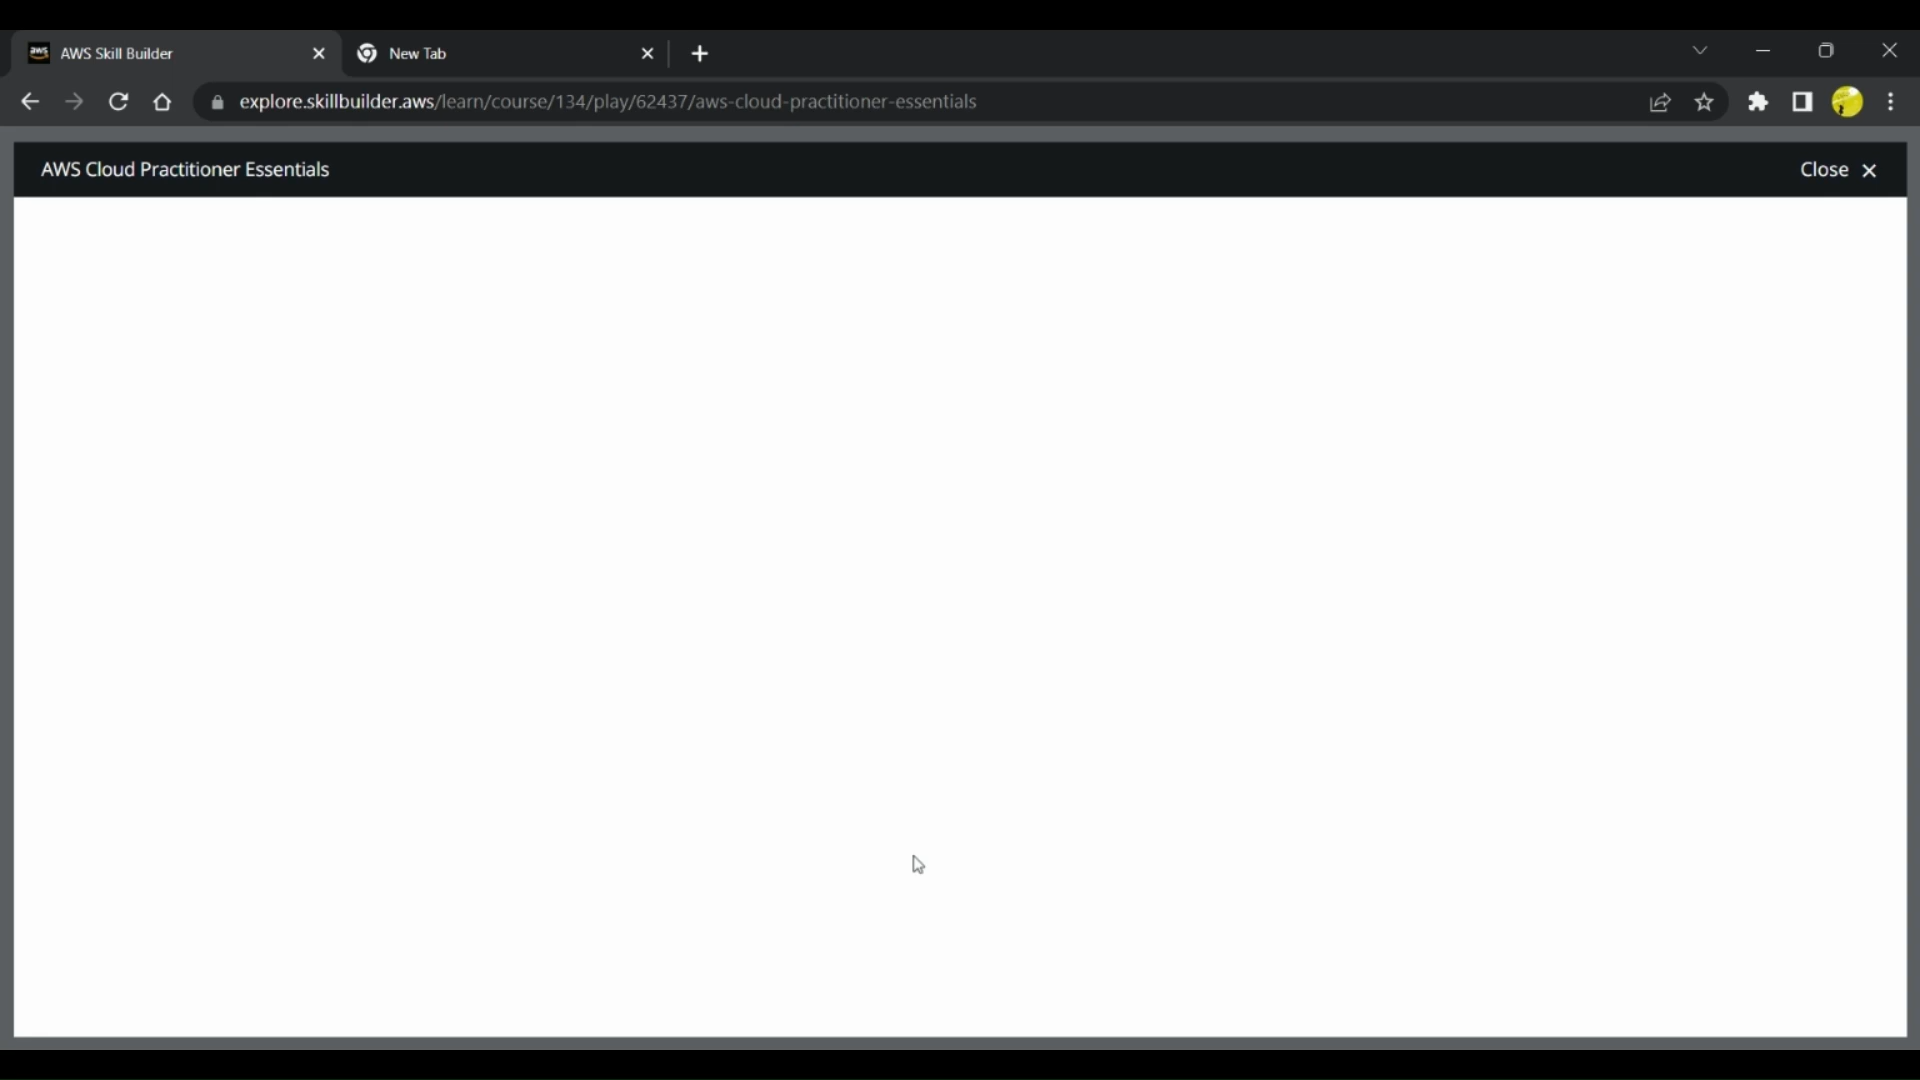 aws AWS Skill Builder New Tab
explore.skillbuilder.aws/learn/course/134/play/62437/aws-cloud-practitioner-essentials
AWS Cloud Practitioner Essentials Close